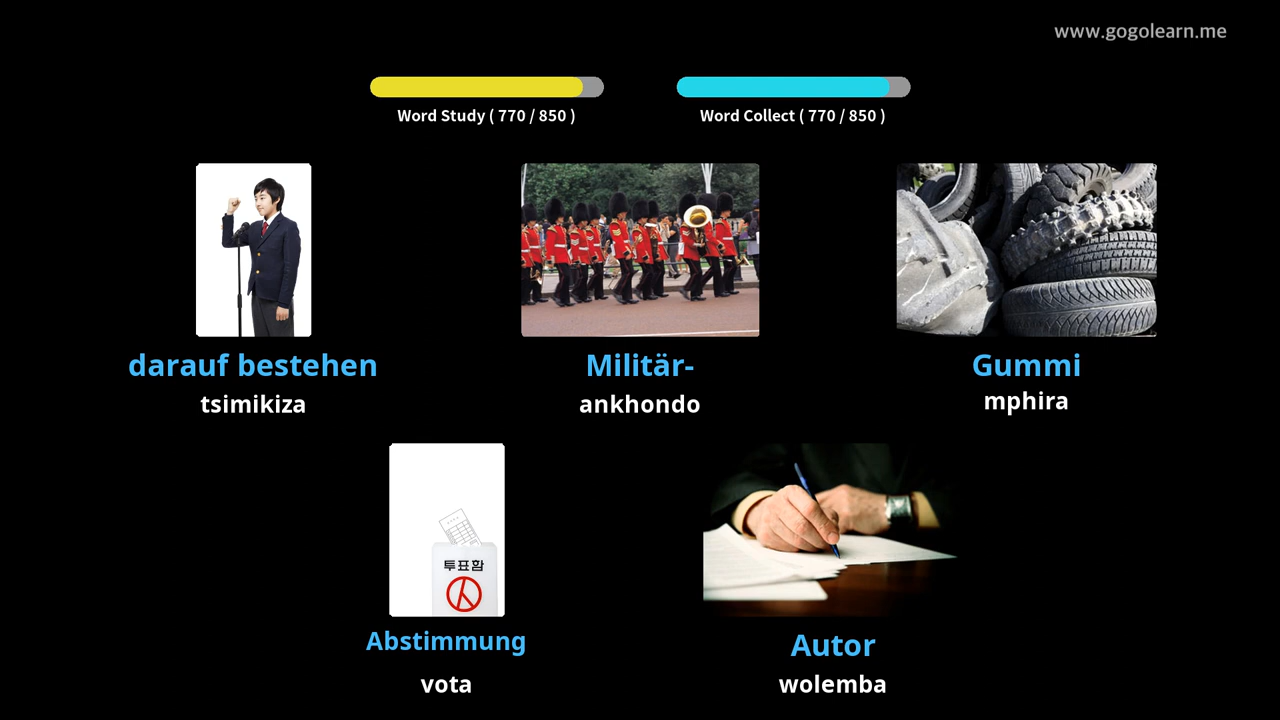 www.gogolearn.me
Word Study ( 770 / 850 )
Word Collect ( 770 / 850 )
darauf bestehen
tsimikiza
Militär-
ankhondo
Gummi
mphira
투표함
Abstimmung
vota
Autor
wolemba